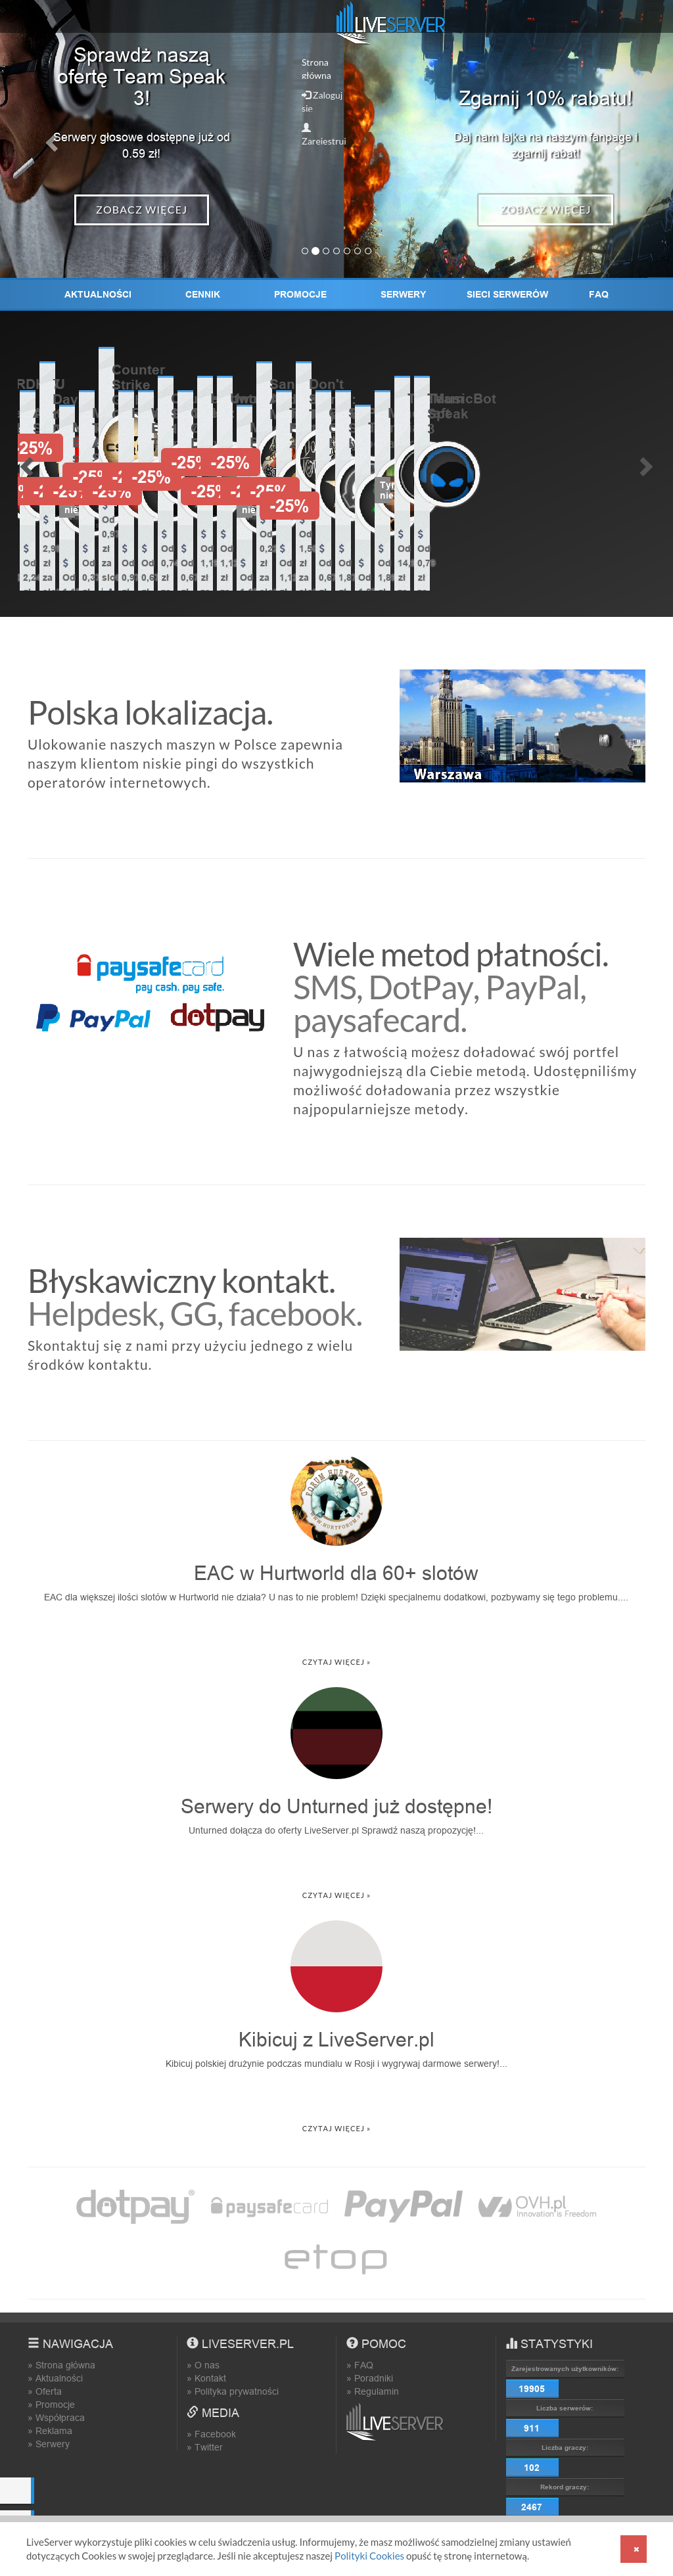 LIVESERVER
Sprawdż naszą
ofertę Team Speak
3!
Serwery głosowe dostępne już od
0.59 zł!
ZOBACZ WIĘCEJ
Strona
główna
Zaloguj
się
Zarejestruj
Zgarnij 10% rabatu!
Daj nam lajka na naszym fanpage i
zgarnij rabat!
ZOBACZ WIĘCEJ
AKTUALNOŚCI
CENNIK
PROMOCJE
SERWERY
SIECI SERWERÓW
FAQ
Counter
Strike
Don't
MusicBot
-25%
-25%
-25%
-25%
-25%
-25%
Polska lokalizacja.
Ulokowanie naszych maszyn w Polsce zapewnia
naszym klientom niskie pingi do wszystkich
operatorów internetowych.
Warszawa
paysafecard
pay cash. pay safe.
PayPal
dotpay
Wiele metod płatności.
SMS, DotPay, PayPal,
paysafecard.
U nas z łatwością możesz doładować swój portfel
najwygodniejszą dla Ciebie metodą. Udostępniliśmy
możliwość doładowania przez wszystkie
najpopularniejsze metody.
Błyskawiczny kontakt.
Helpdesk, GG, facebook.
Skontaktuj się z nami przy użyciu jednego z wielu
środków kontaktu.
FORUM HURTWORLD
EAC w Hurtworld dla 60+ slotów
EAC dla większej ilości slotów w Hurtworld nie działa? U nas to nie problem! Dzięki specjalnemu dodatkowi, pozbywamy się tego problemu....
CZYTAJ WIĘCEJ »
Serwery do Unturned już dostępne!
Unturned dołącza do oferty LiveServer.pl Sprawdź naszą propozycję!...
CZYTAJ WIĘCEJ »
Kibicuj z LiveServer.pl
Kibicuj polskiej drużynie podczas mundialu w Rosji i wygrywaj darmowe serwery!...
CZYTAJ WIĘCEJ »
dotpay®
paysafecard
PayPal
OVH.pl
Innovation is Freedom
etop
NAWIGACJA
» Strona główna
» Aktualności
» Oferta
» Promocje
» Współpraca
» Reklama
» Serwery
LIVESERVER.PL
» O nas
» Kontakt
» Polityka prywatności
MEDIA
» Facebook
» Twitter
POMOC
» FAQ
» Poradniki
» Regulamin
LIVESERVER
STATYSTYKI
Zarejestrowanych użytkowników:
19905
Liczba serwerów:
911
Liczba graczy:
102
Rekord graczy:
2467
LiveServer wykorzystuje pliki cookies w celu świadczenia usług. Informujemy, że masz możliwość samodzielnej zmiany ustawień
dotyczących Cookies w swojej przeglądarce. Jeśli nie akceptujesz naszej Polityki Cookies opuść tę stronę internetową.